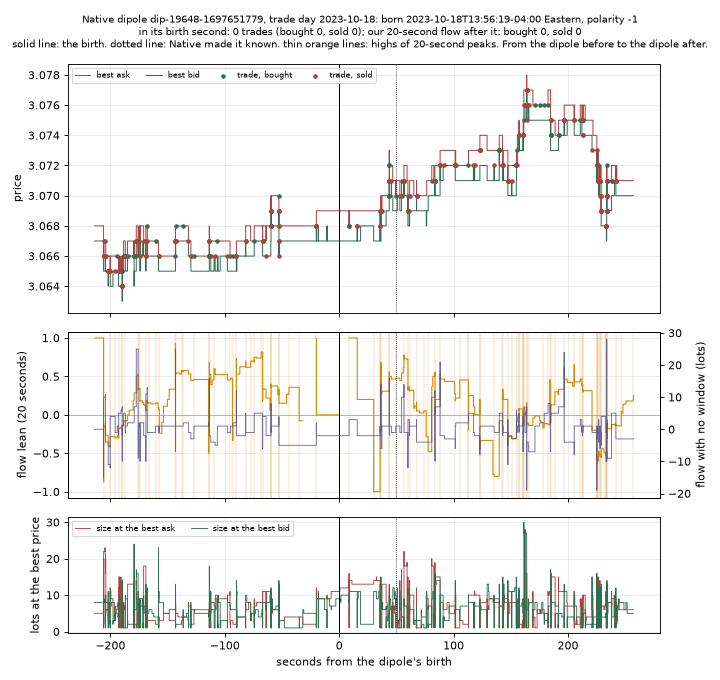 Native dipole dip-19648-1697651779, trade day 2023-10-18: born 2023-10-18T13:56:19-04:00 Eastern, polarity -1
in its birth second: 0 trades (bought 0, sold 0); our 20-second flow after it: bought 0, sold 0
solid line: the birth. dotted line: Native made it known. thin orange lines: highs of 20-second peaks. From the dipole before to the dipole after.
best ask best bid trade, bought trade, sold
3.078
3.076
3.074
3.072
3.070
3.068
3.066
3.064
price
1.0
0.5
0.0
−0.5
−1.0
flow lean (20 seconds)
30
20
10
0
−10
−20
flow with no window (lots)
size at the best ask size at the best bid
30
20
10
0
lots at the best price
−200 −100 0 100 200
seconds from the dipole's birth